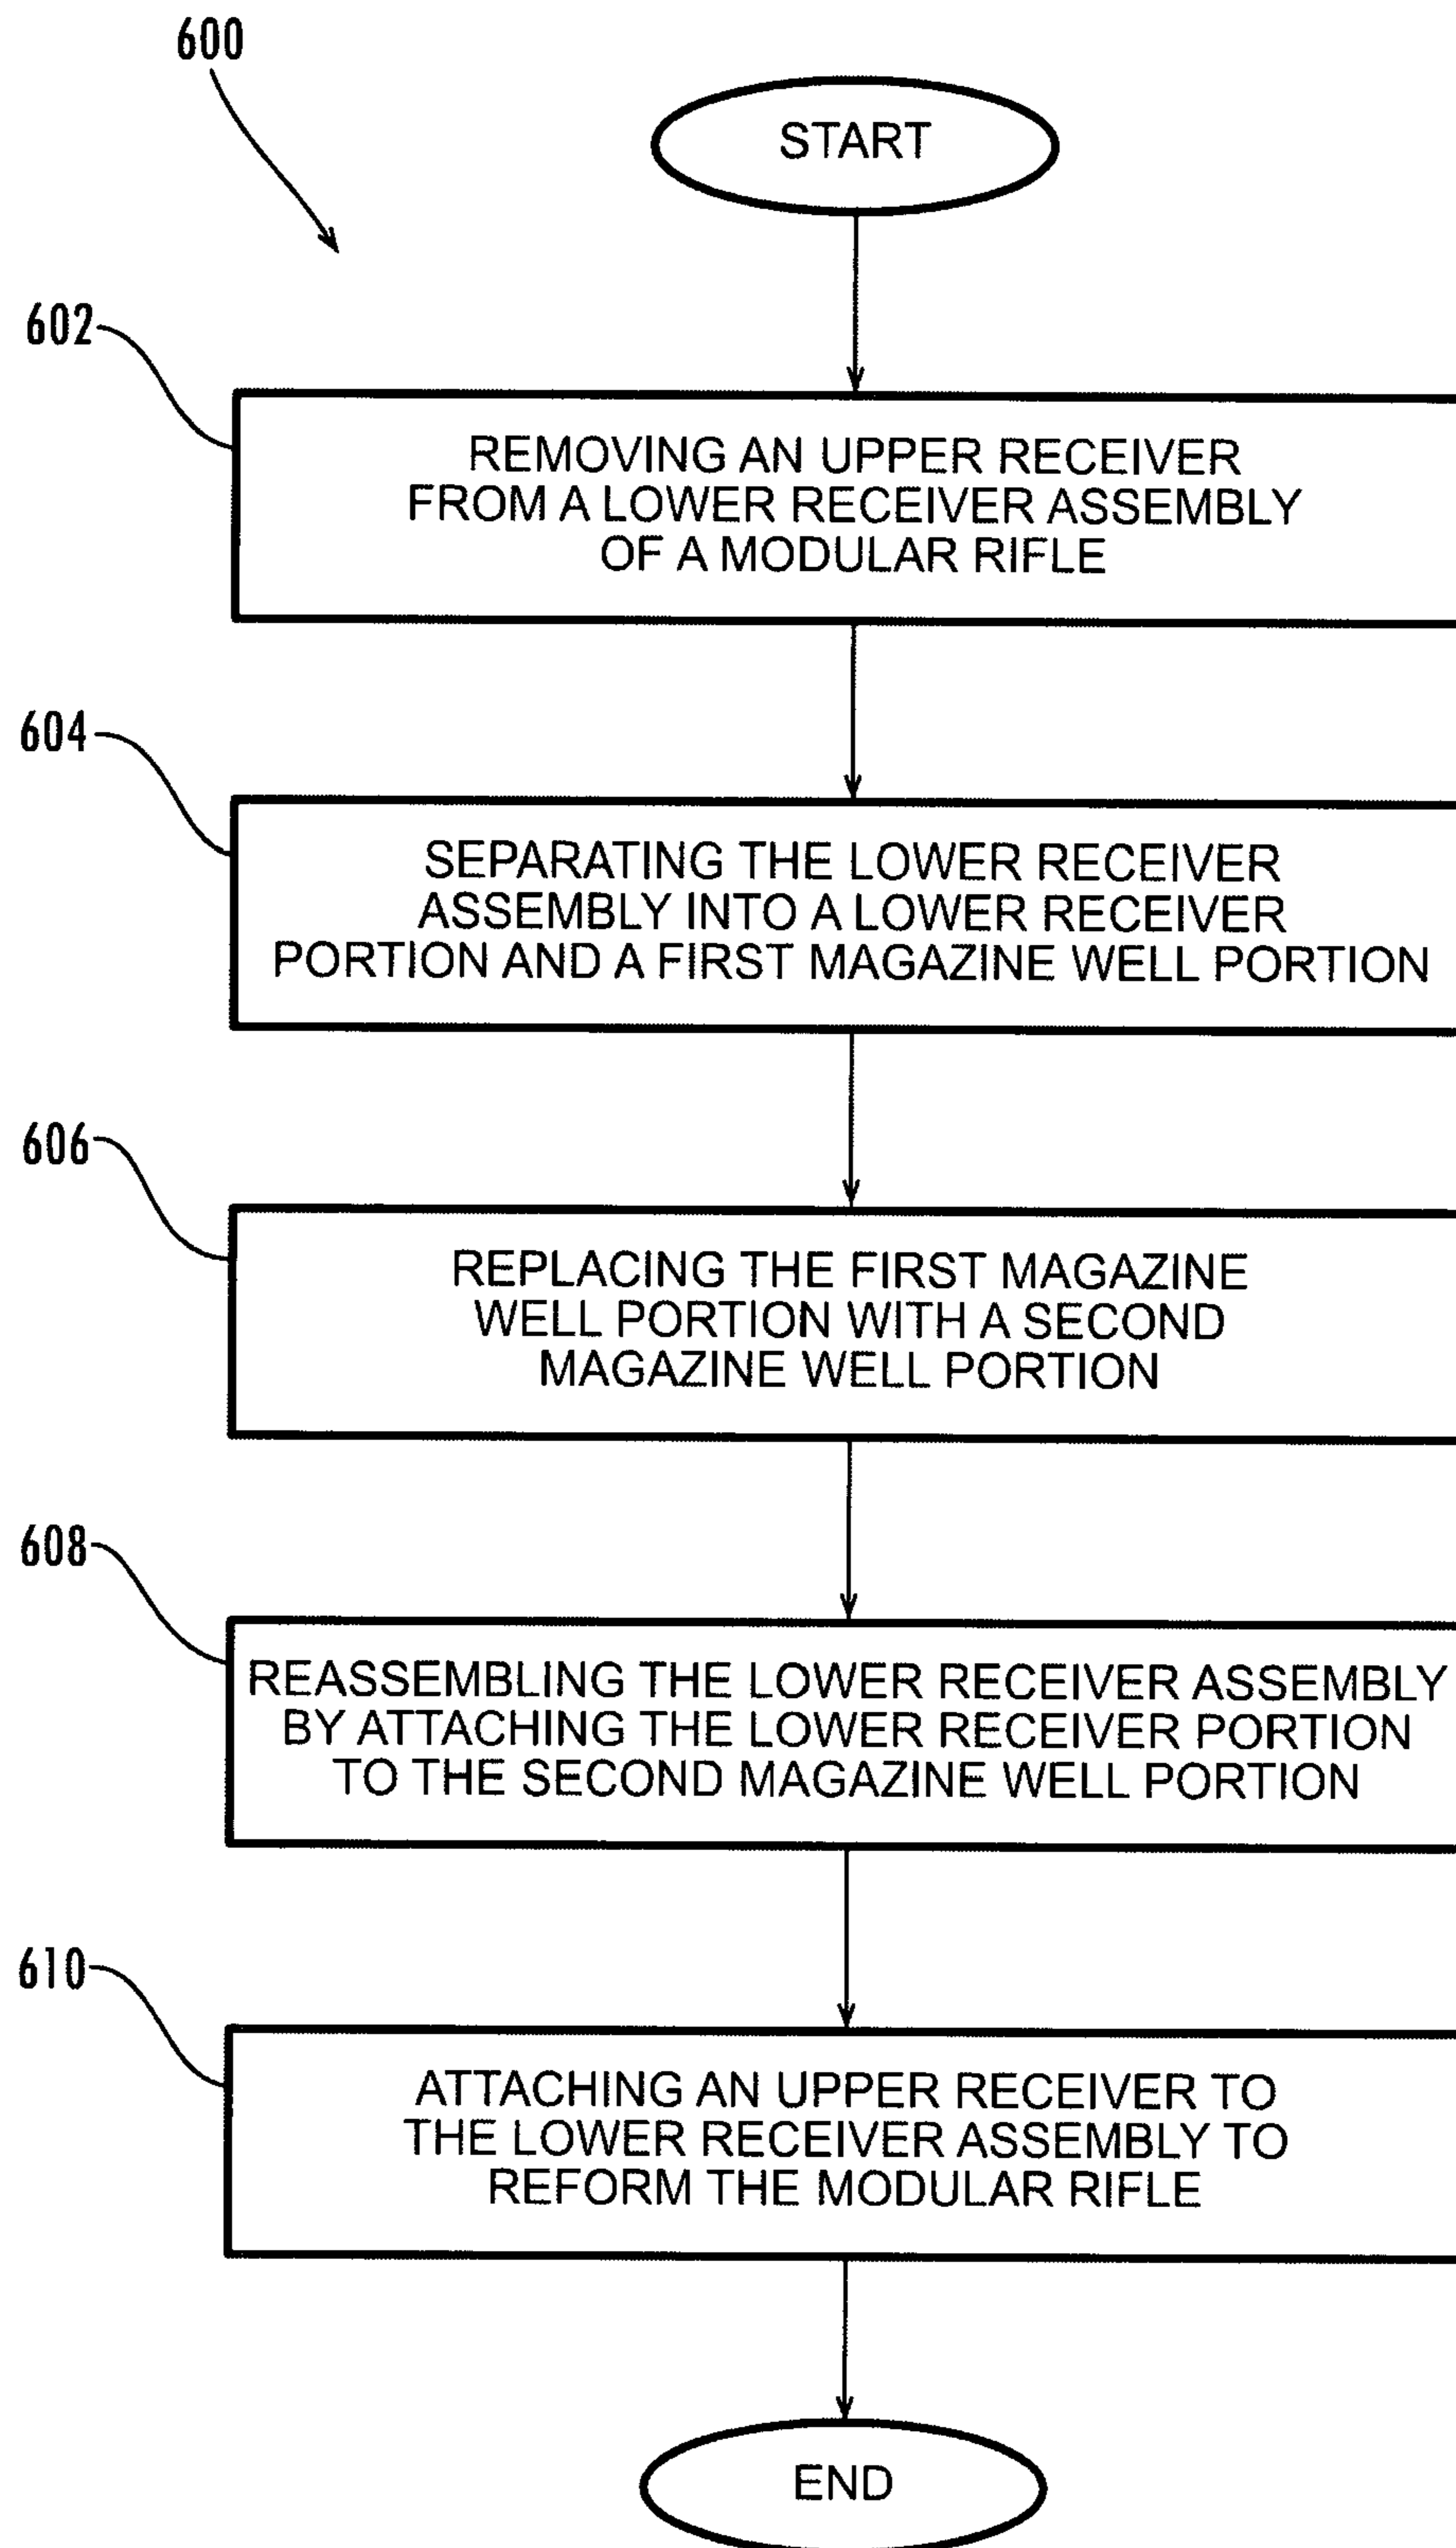 600
START
602
REMOVING AN UPPER RECEIVER
FROM A LOWER RECEIVER ASSEMBLY
OF A MODULAR RIFLE
604
SEPARATING THE LOWER RECEIVER
ASSEMBLY INTO A LOWER RECEIVER
PORTION AND A FIRST MAGAZINE WELL PORTION
606
REPLACING THE FIRST MAGAZINE
WELL PORTION WITH A SECOND
MAGAZINE WELL PORTION
608
REASSEMBLING THE LOWER RECEIVER ASSEMBLY
BY ATTACHING THE LOWER RECEIVER PORTION
TO THE SECOND MAGAZINE WELL PORTION
610
ATTACHING AN UPPER RECEIVER TO
THE LOWER RECEIVER ASSEMBLY TO
REFORM THE MODULAR RIFLE
END